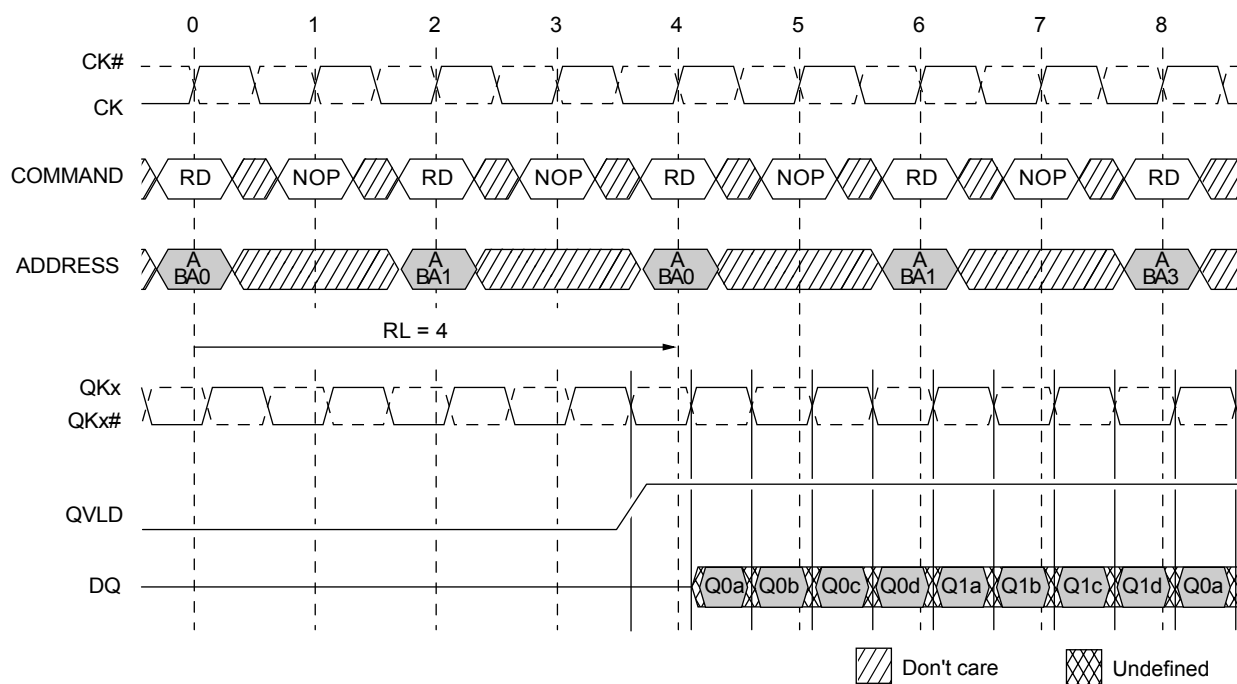 0 1 2 3 4 5 6 7 8
CK#
CK
COMMAND RD NOP RD NOP RD NOP RD NOP RD
ADDRESS A BA0 A BA1 A BA0 A BA1 A BA3
RL = 4
QKx
QKx#
QVLD
DQ Q0a Q0b Q0c Q0d Q1a Q1b Q1c Q1d Q0a
Don't care Undefined